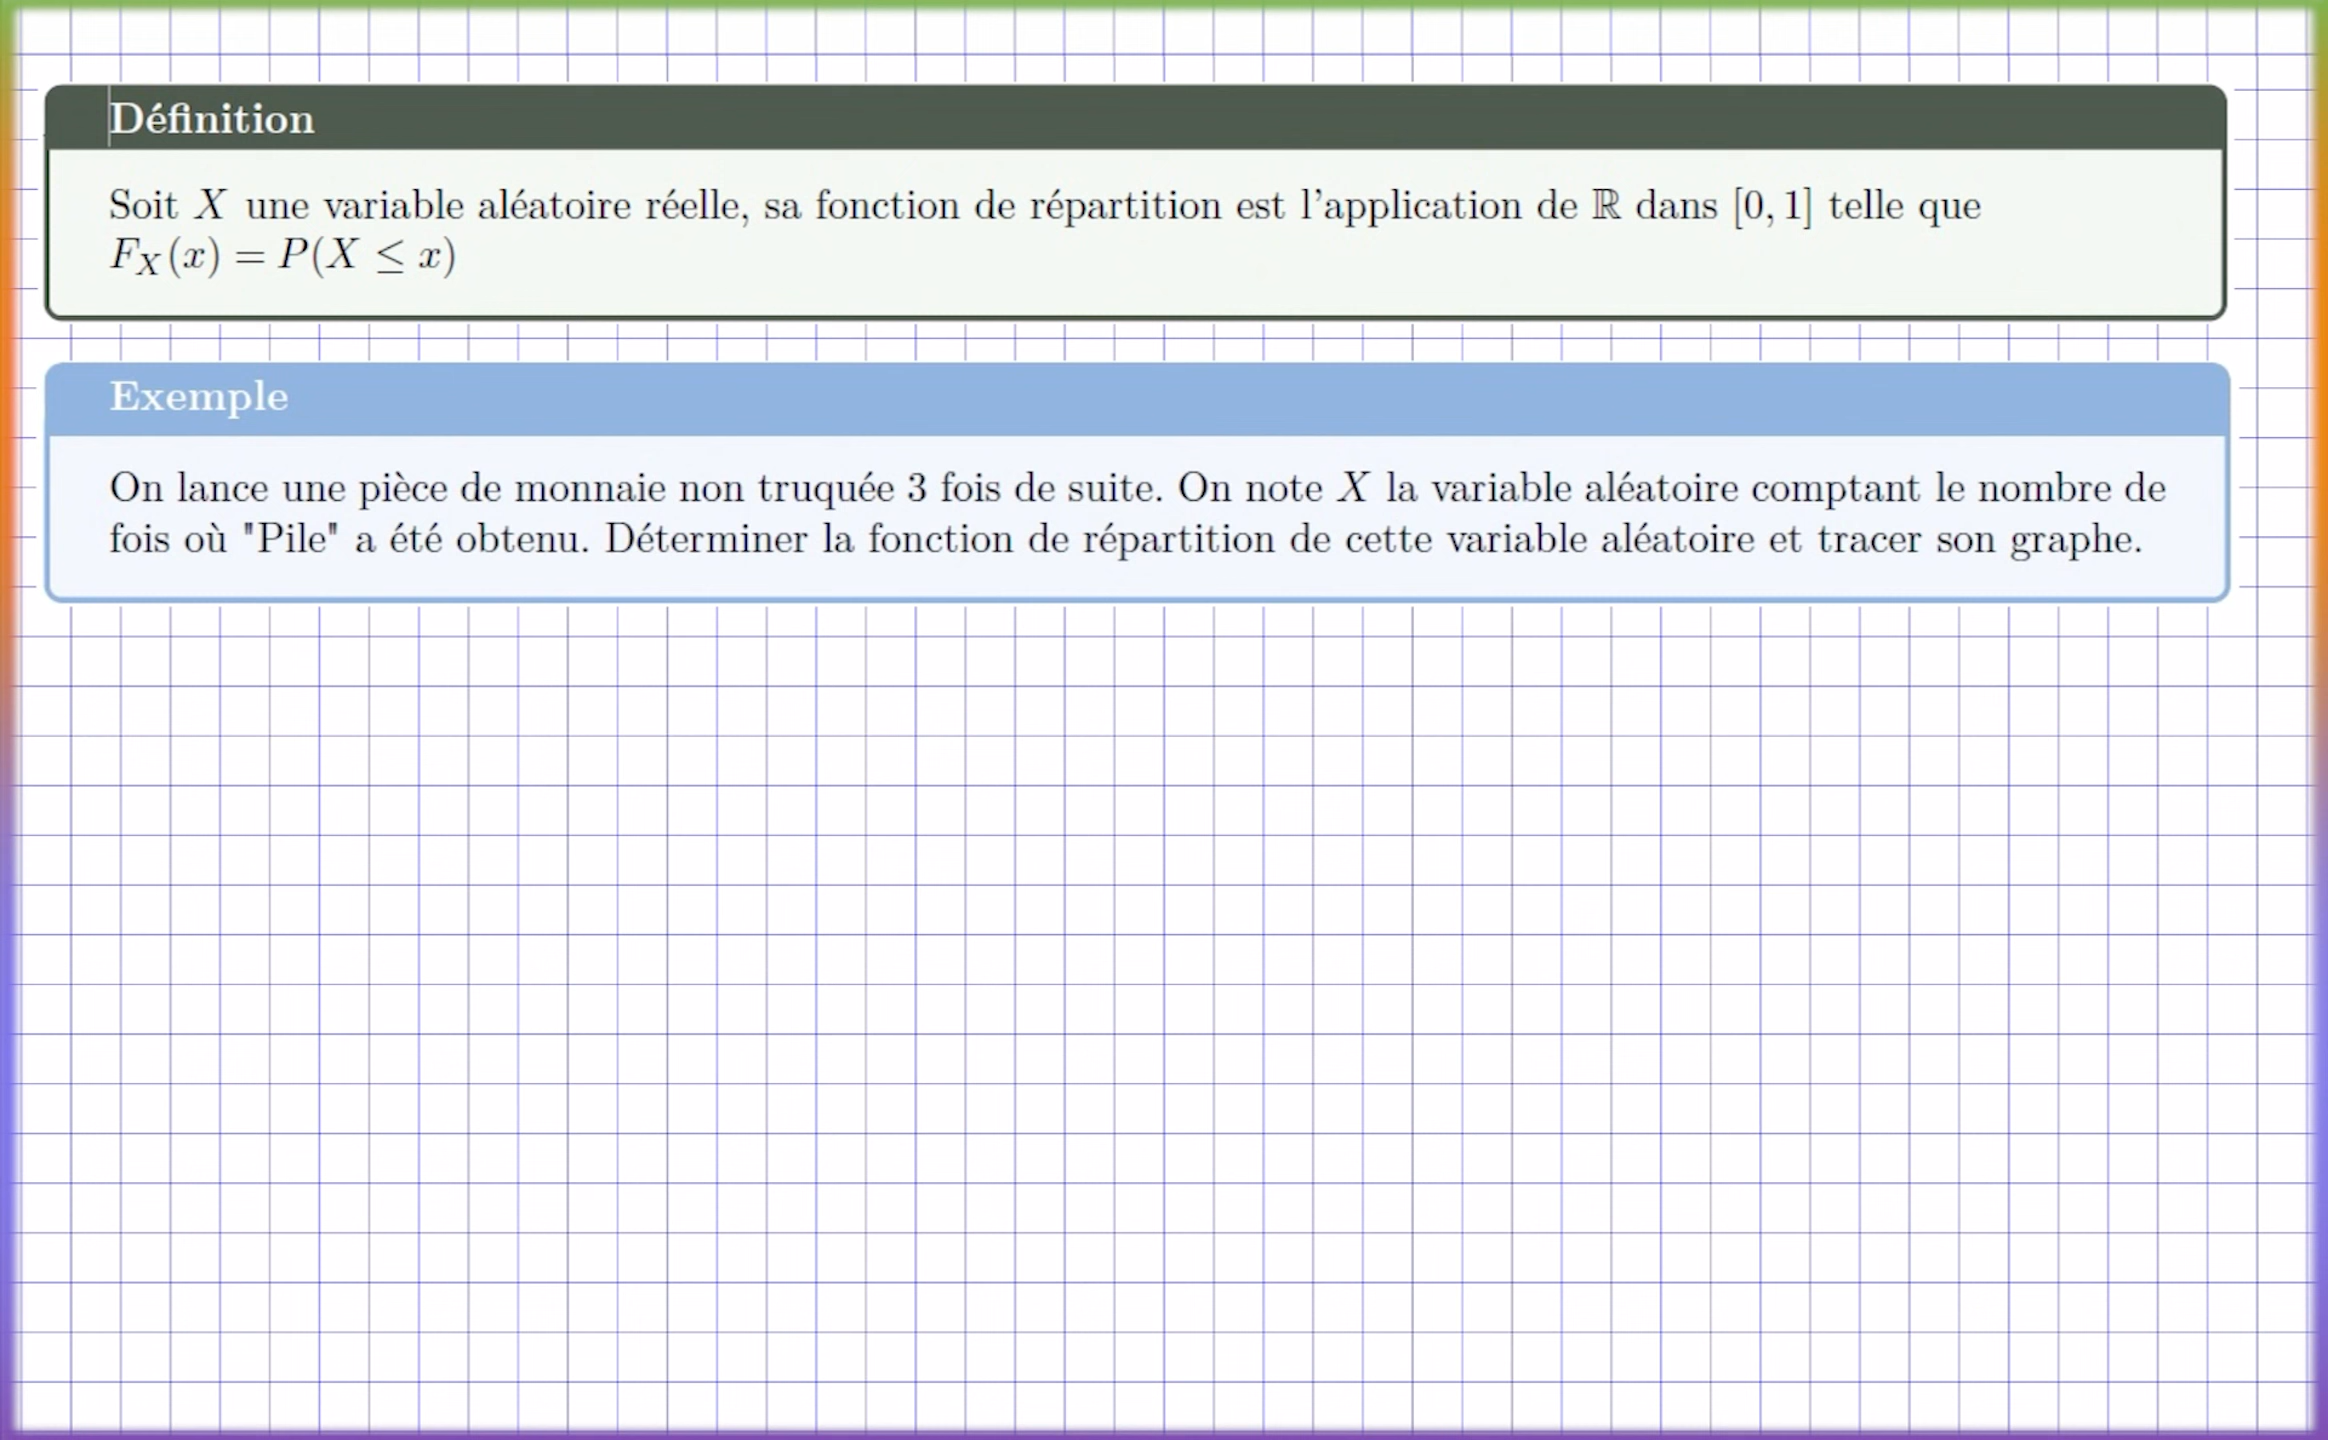 Définition
Soit X une variable aléatoire réelle, sa fonction de répartition est l'application de ℝ dans [0, 1] telle que
F_X(x) = P(X ≤ x)
Exemple
On lance une pièce de monnaie non truquée 3 fois de suite. On note X la variable aléatoire comptant le nombre de
fois où "Pile" a été obtenu. Déterminer la fonction de répartition de cette variable aléatoire et tracer son graphe.